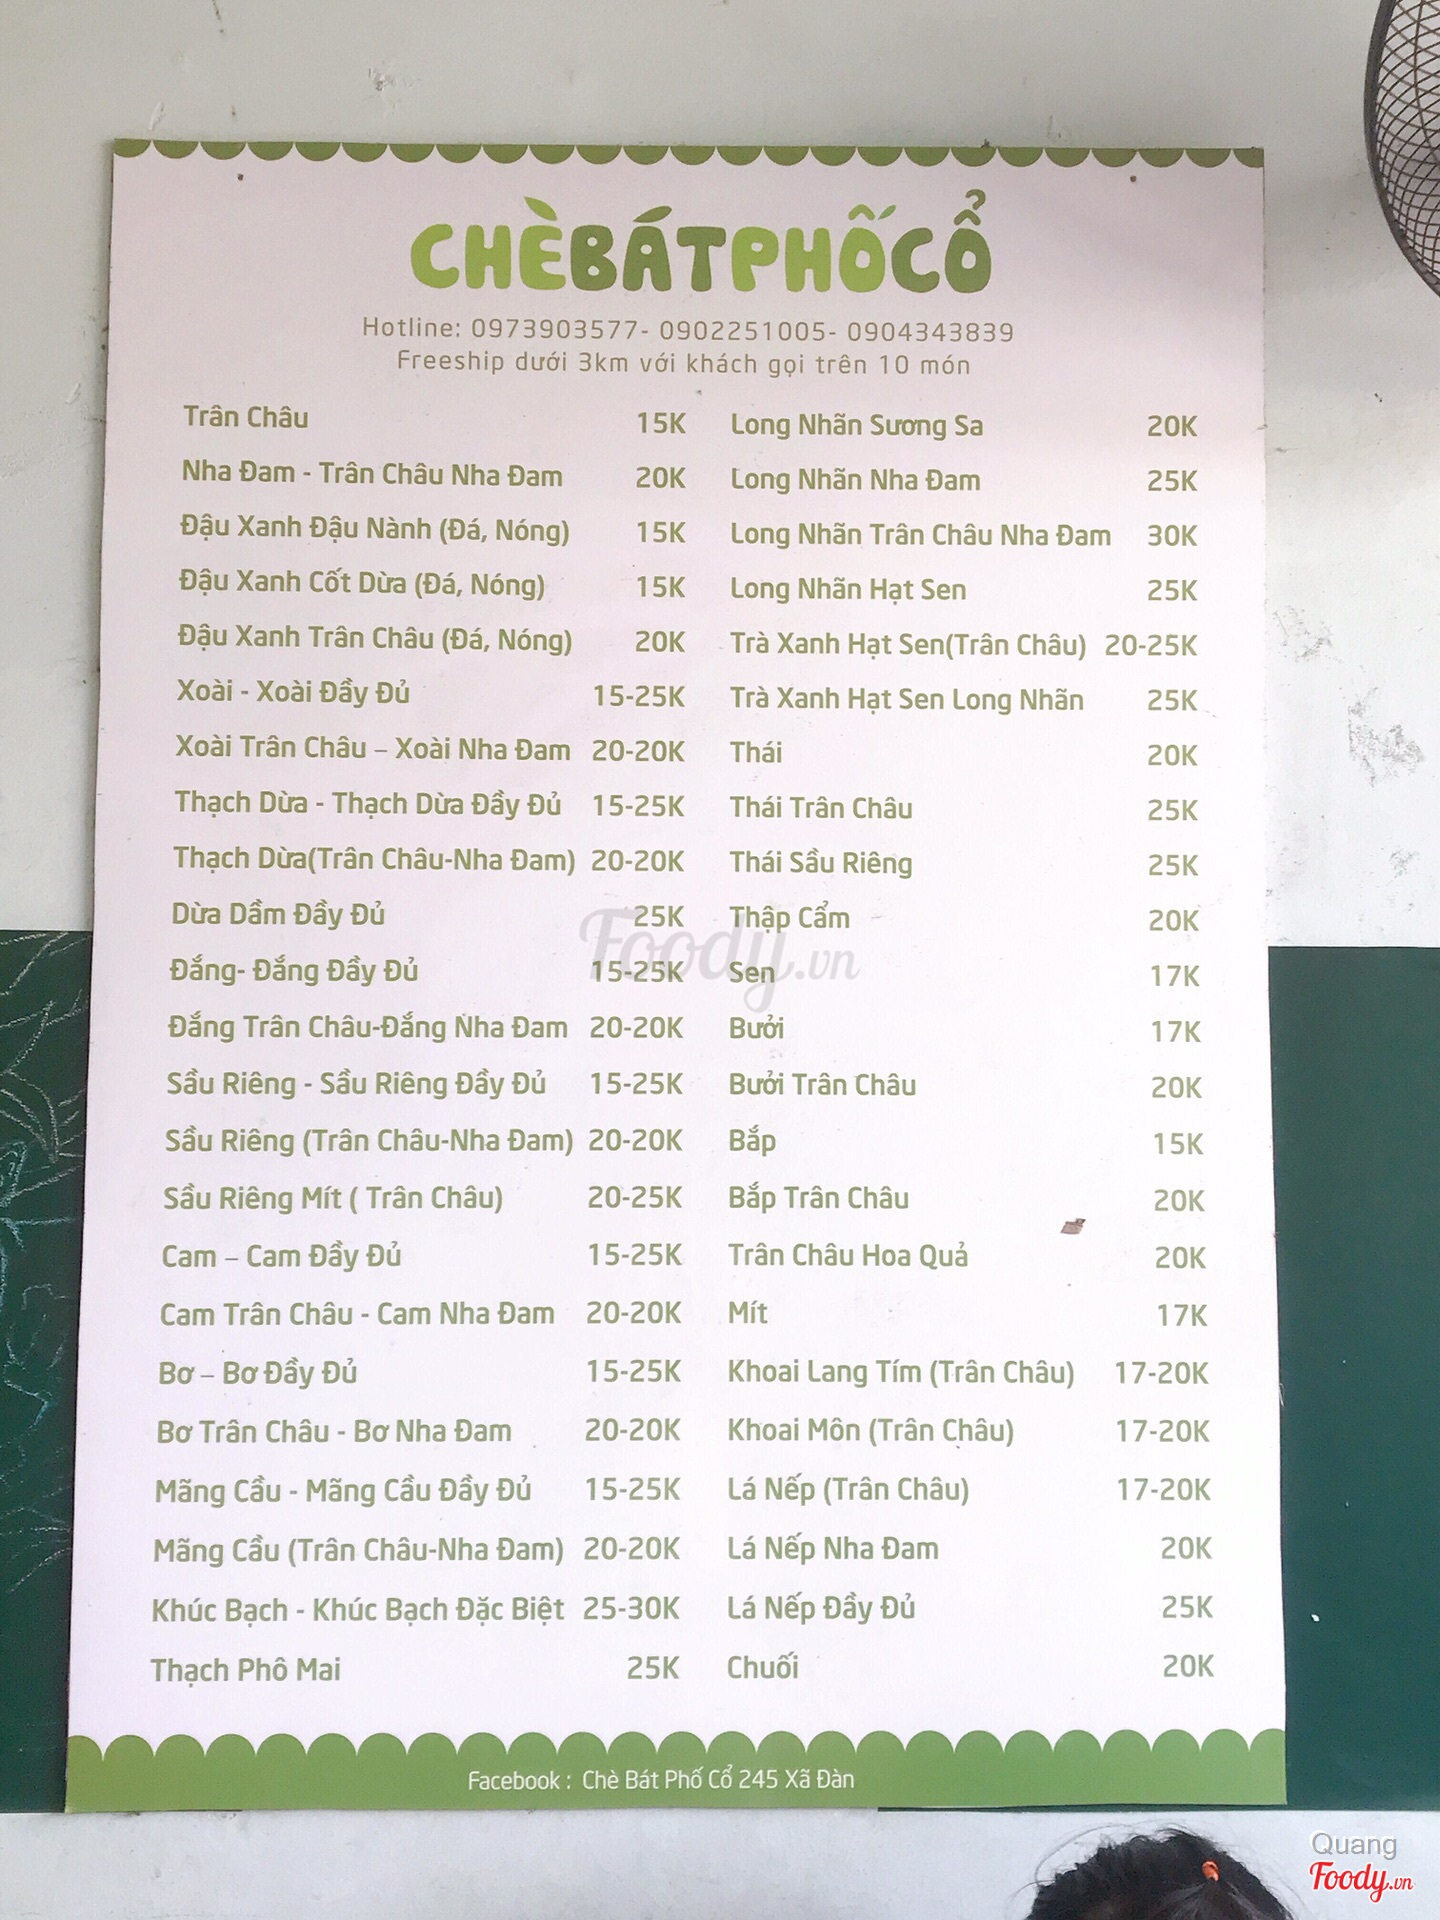 CHÈBÁTPHỐCỔ
Hotline: 0973903577- 0902251005- 0904343839
Freeship dưới 3km với khách gọi trên 10 món
Trân Châu 15K
Nha Đam - Trân Châu Nha Đam 20K
Đậu Xanh Đậu Nành (Đá, Nóng) 15K
Đậu Xanh Cốt Dừa (Đá, Nóng) 15K
Đậu Xanh Trân Châu (Đá, Nóng) 20K
Xoài - Xoài Đầy Đủ 15-25K
Xoài Trân Châu – Xoài Nha Đam 20-20K
Thạch Dừa - Thạch Dừa Đầy Đủ 15-25K
Thạch Dừa(Trân Châu-Nha Đam) 20-20K
Dừa Dầm Đầy Đủ 25K
Đắng- Đắng Đầy Đủ 15-25K
Đắng Trân Châu-Đắng Nha Đam 20-20K
Sầu Riêng - Sầu Riêng Đầy Đủ 15-25K
Sầu Riêng (Trân Châu-Nha Đam) 20-20K
Sầu Riêng Mít ( Trân Châu) 20-25K
Cam – Cam Đầy Đủ 15-25K
Cam Trân Châu - Cam Nha Đam 20-20K
Bơ – Bơ Đầy Đủ 15-25K
Bơ Trân Châu - Bơ Nha Đam 20-20K
Mãng Cầu - Mãng Cầu Đầy Đủ 15-25K
Mãng Cầu (Trân Châu-Nha Đam) 20-20K
Khúc Bạch - Khúc Bạch Đặc Biệt 25-30K
Thạch Phô Mai 25K
Long Nhãn Sương Sa 20K
Long Nhãn Nha Đam 25K
Long Nhãn Trân Châu Nha Đam 30K
Long Nhãn Hạt Sen 25K
Trà Xanh Hạt Sen(Trân Châu) 20-25K
Trà Xanh Hạt Sen Long Nhãn 25K
Thái 20K
Thái Trân Châu 25K
Thái Sầu Riêng 25K
Thập Cẩm 20K
Sen 17K
Bưởi 17K
Bưởi Trân Châu 20K
Bắp 15K
Bắp Trân Châu 20K
Trân Châu Hoa Quả 20K
Mít 17K
Khoai Lang Tím (Trân Châu) 17-20K
Khoai Môn (Trân Châu) 17-20K
Lá Nếp (Trân Châu) 17-20K
Lá Nếp Nha Đam 20K
Lá Nếp Đầy Đủ 25K
Chuối 20K
Foody.vn
Facebook : Chè Bát Phố Cổ 245 Xã Đàn
Quang
Foody.vn